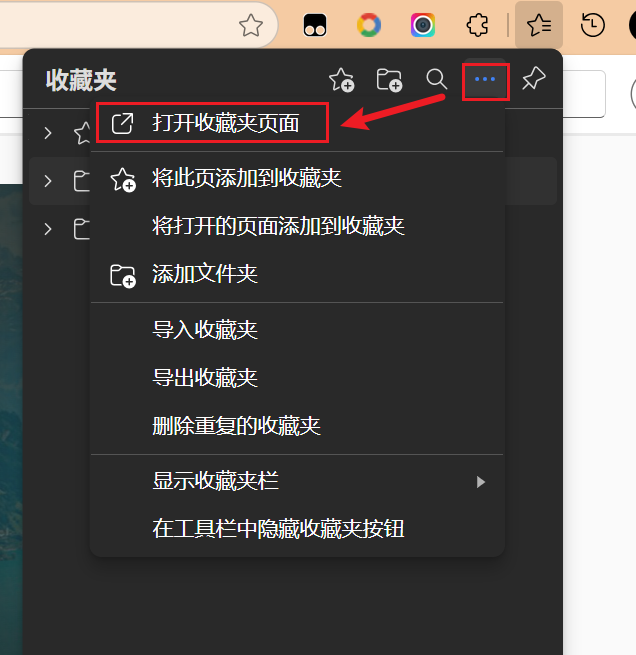 收藏夹
打开收藏夹页面
将此页添加到收藏夹
将打开的页面添加到收藏夹
添加文件夹
导入收藏夹
导出收藏夹
删除重复的收藏夹
显示收藏夹栏
在工具栏中隐藏收藏夹按钮